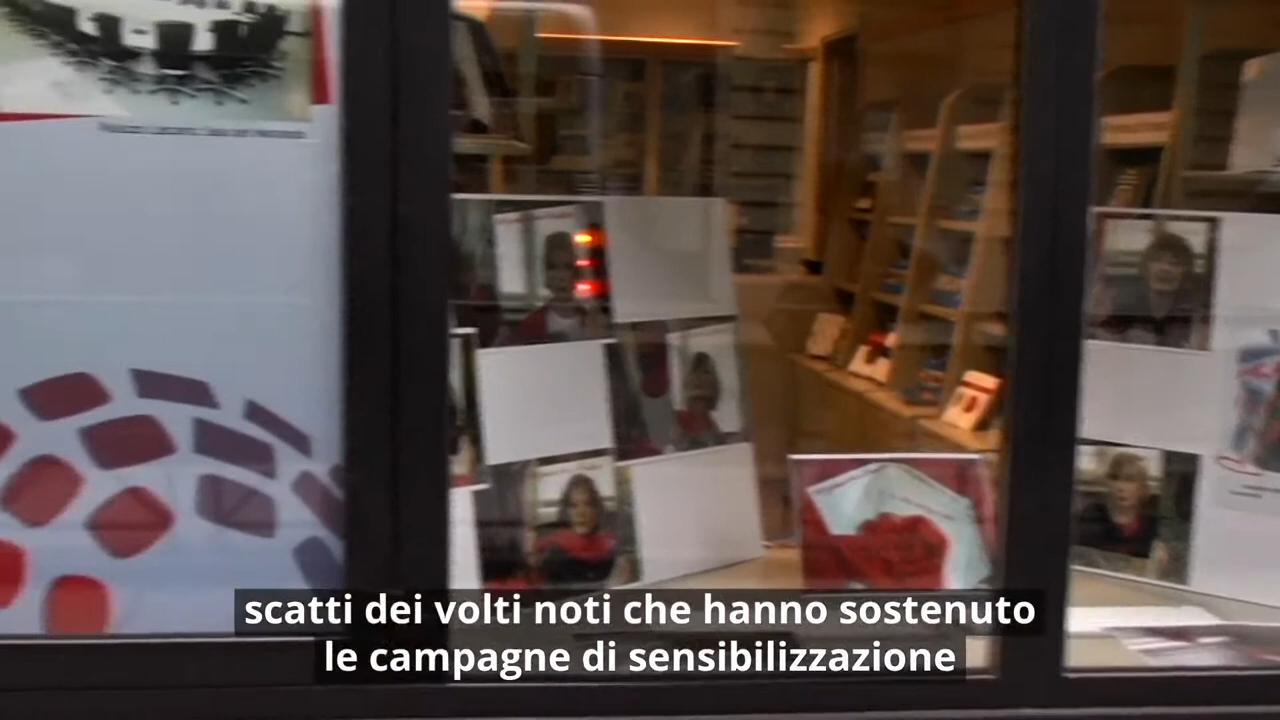 scatti dei volti noti che hanno sostenuto
le campagne di sensibilizzazione